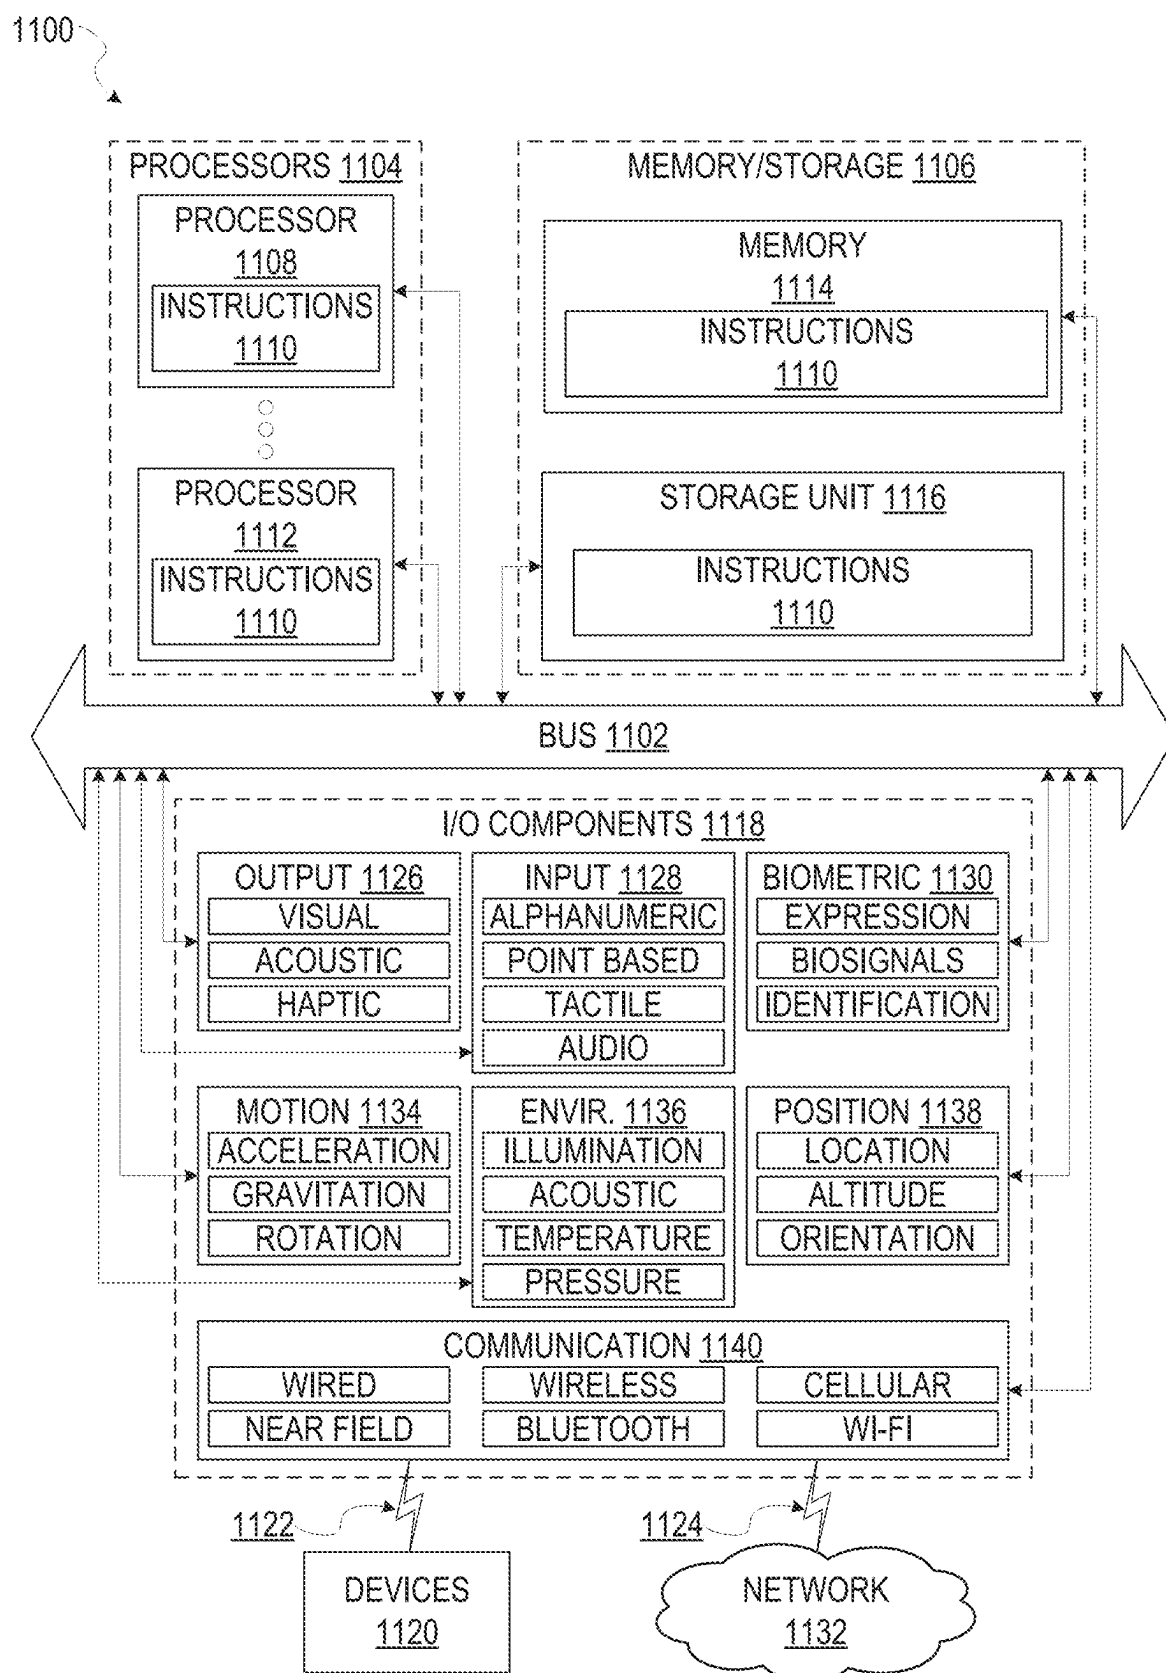 1100
PROCESSORS 1104
PROCESSOR
1108
INSTRUCTIONS
1110
PROCESSOR
1112
INSTRUCTIONS
1110
MEMORY/STORAGE 1106
MEMORY
1114
INSTRUCTIONS
1110
STORAGE UNIT 1116
INSTRUCTIONS
1110
BUS 1102
I/O COMPONENTS 1118
OUTPUT 1126
VISUAL
ACOUSTIC
HAPTIC
INPUT 1128
ALPHANUMERIC
POINT BASED
TACTILE
AUDIO
BIOMETRIC 1130
EXPRESSION
BIOSIGNALS
IDENTIFICATION
MOTION 1134
ACCELERATION
GRAVITATION
ROTATION
ENVIR. 1136
ILLUMINATION
ACOUSTIC
TEMPERATURE
PRESSURE
POSITION 1138
LOCATION
ALTITUDE
ORIENTATION
COMMUNICATION 1140
WIRED
WIRELESS
CELLULAR
NEAR FIELD
BLUETOOTH
WI-FI
1122
1124
DEVICES
1120
NETWORK
1132